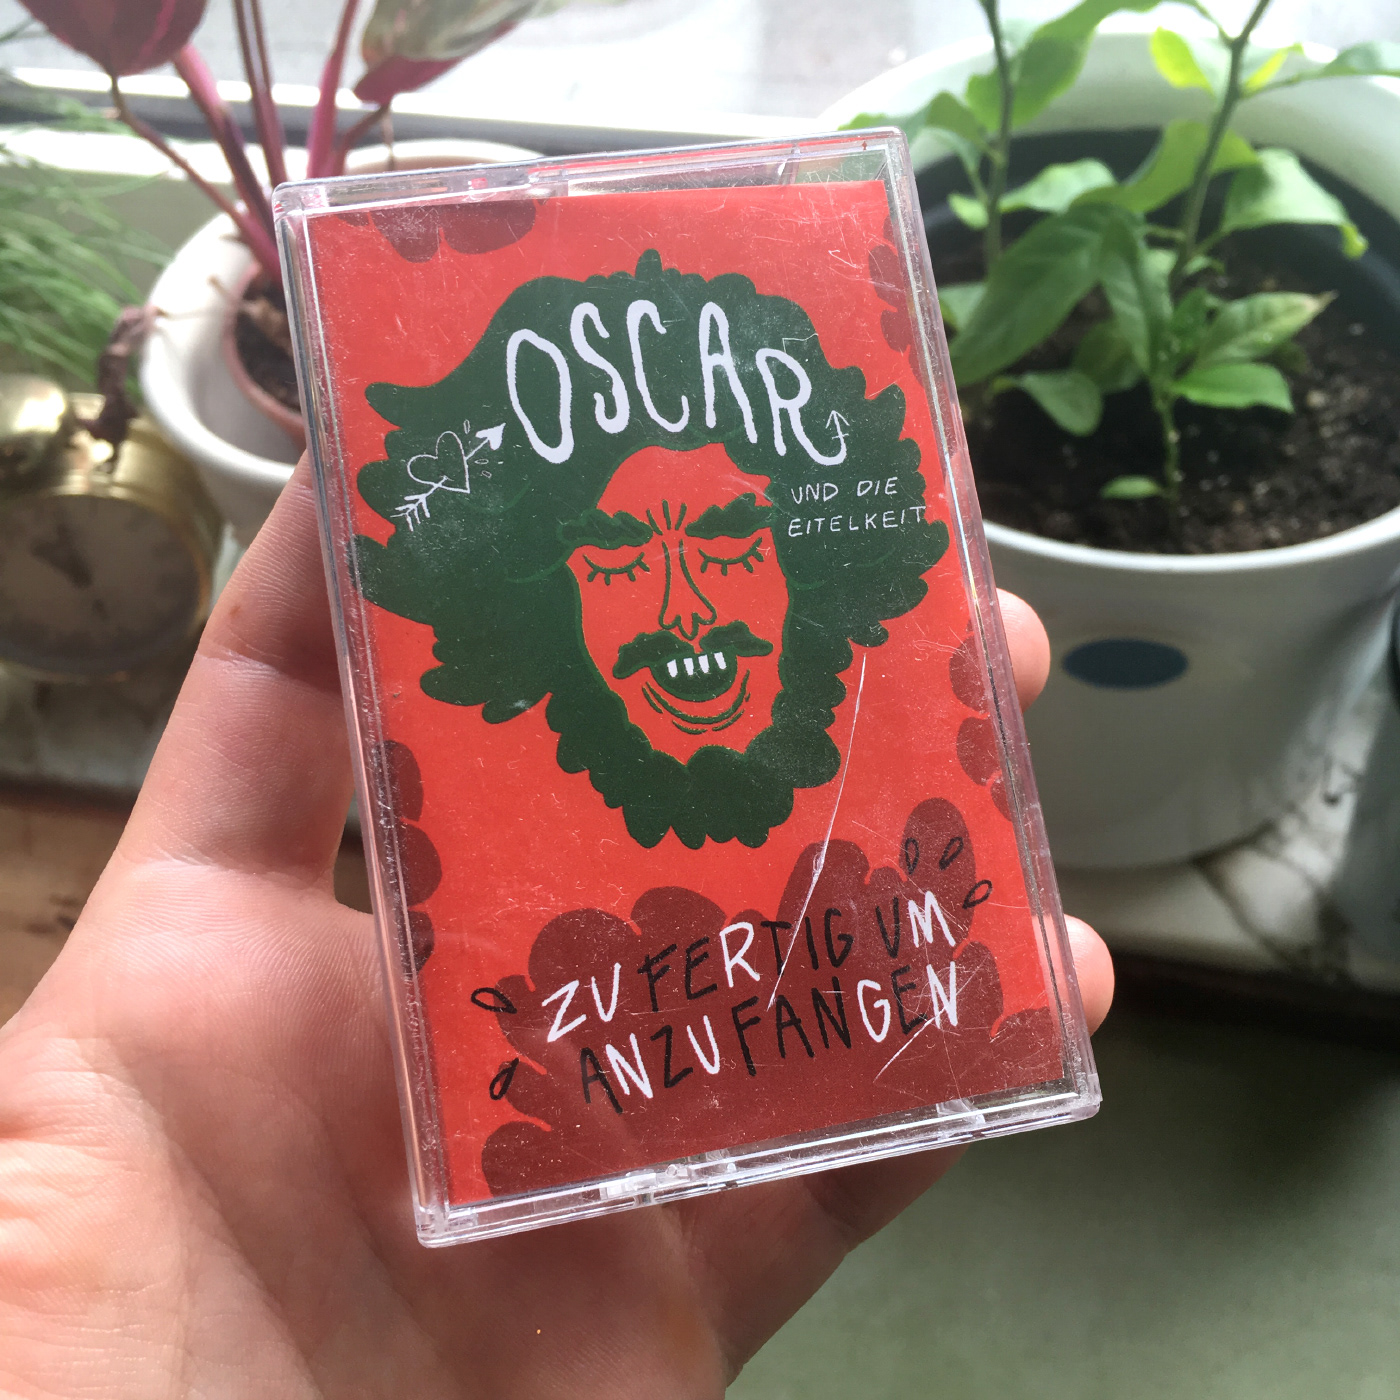 OSCAR
UND DIE
EITELKEIT
ZU FERTIG UM
ANZUFANGEN